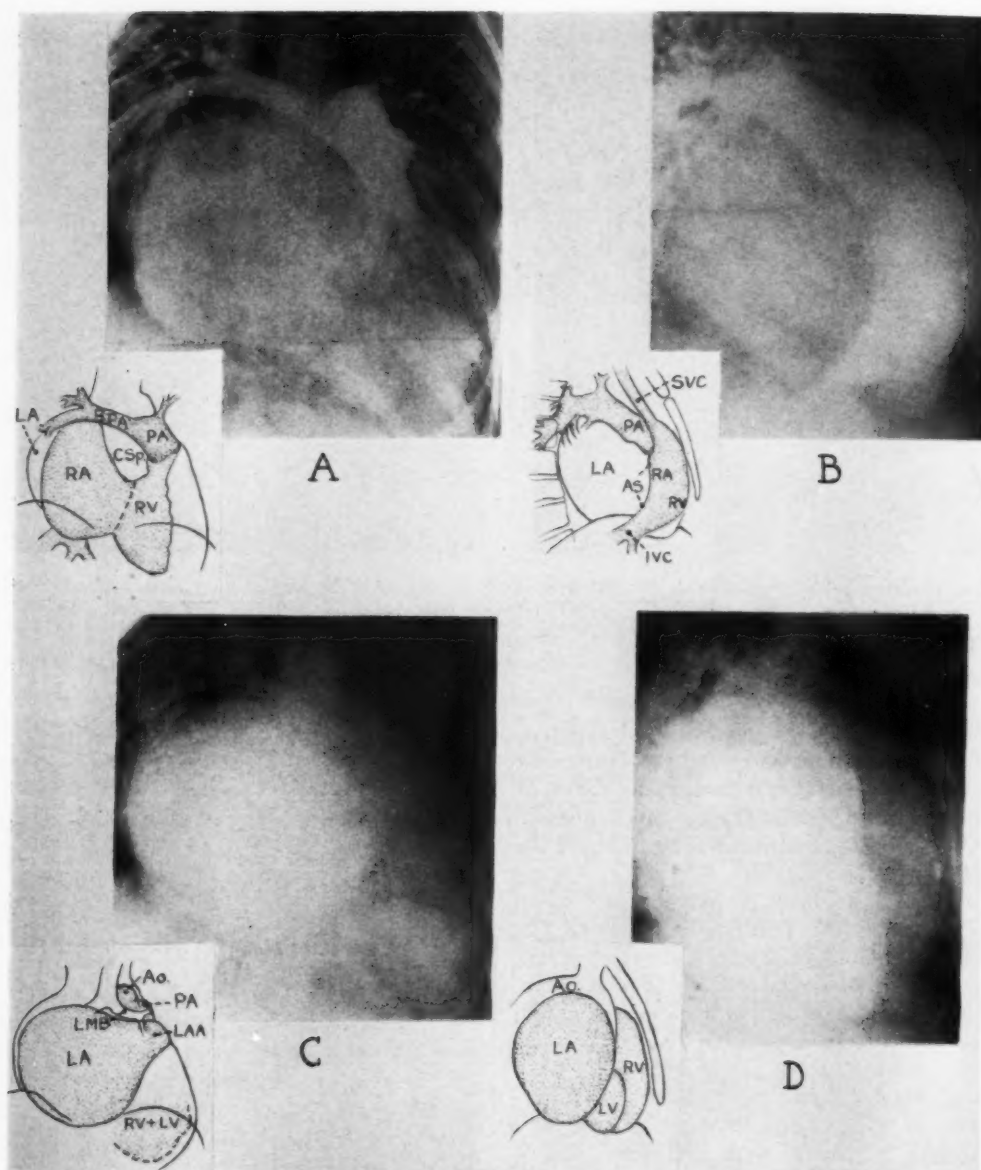 LA
RPA
PA
CSp.
RA
RV
A
SVC
PA
LA
RA
AS
RV
IVC
B
Ao.
PA
LMB
LAA
LA
RV+LV
C
Ao.
LA
RV
LV
D